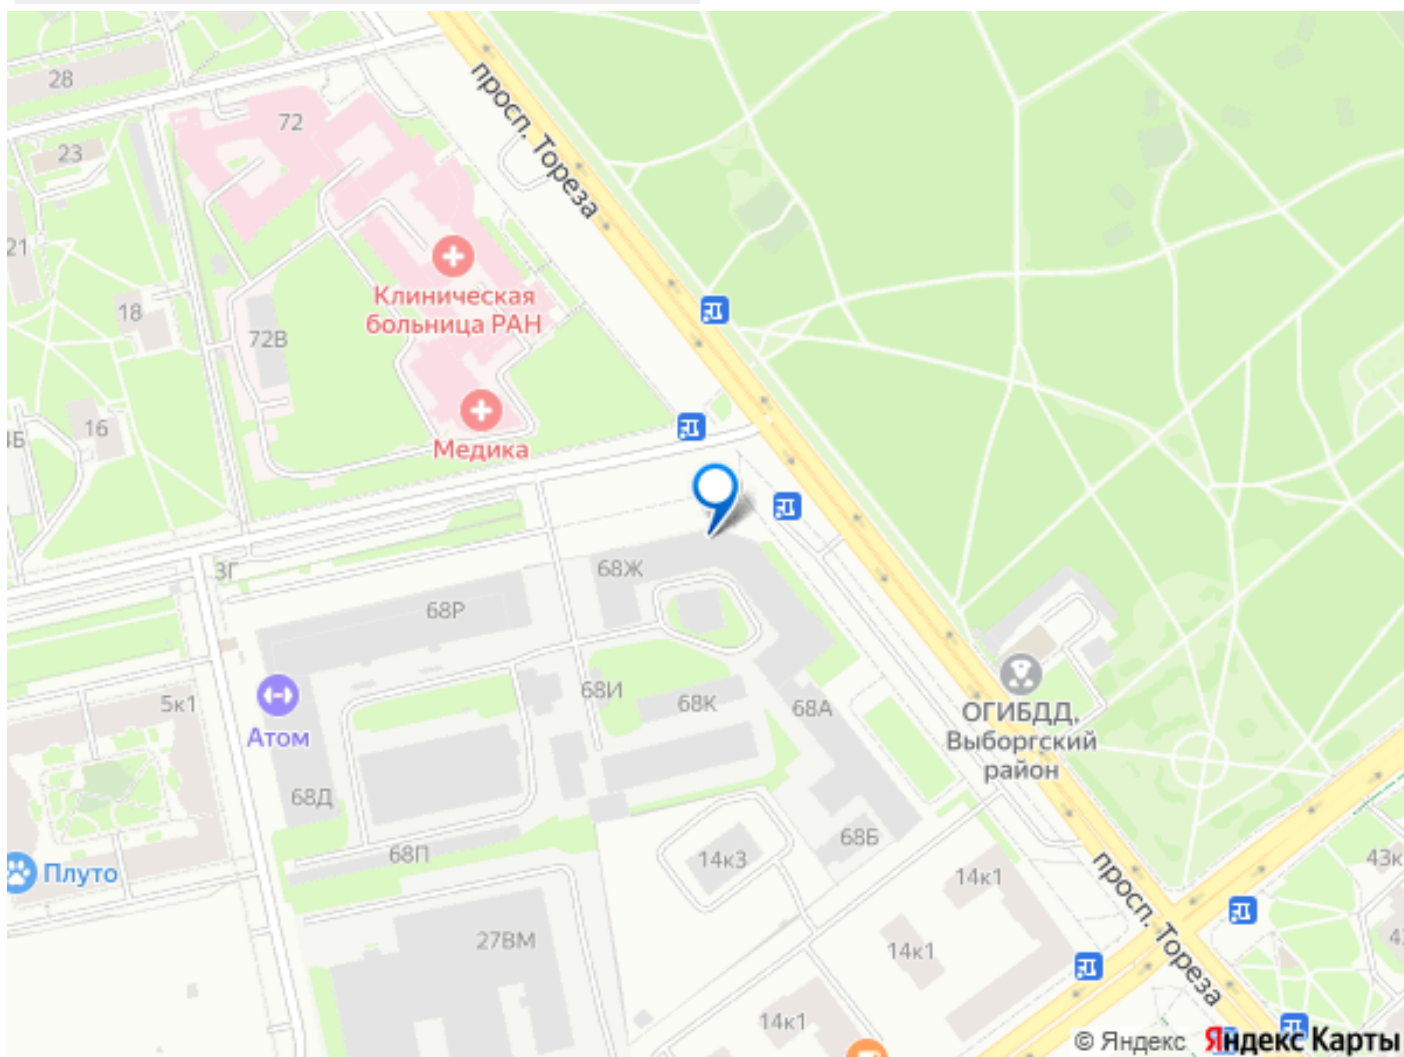 28
просп. Тореза
72
23
21
Клиническая
больница РАН
18
72В
16
Медика
3Г
68Ж
68Р
5к1
Атом
68И
68К
68А
ОГИБДД,
Выборгский
район
68Д
68Б
68П
14к3
Плуто
14к1
43к
просп. Тореза
27ВМ
14к1
14к1
© Яндекс Яндекс Карты